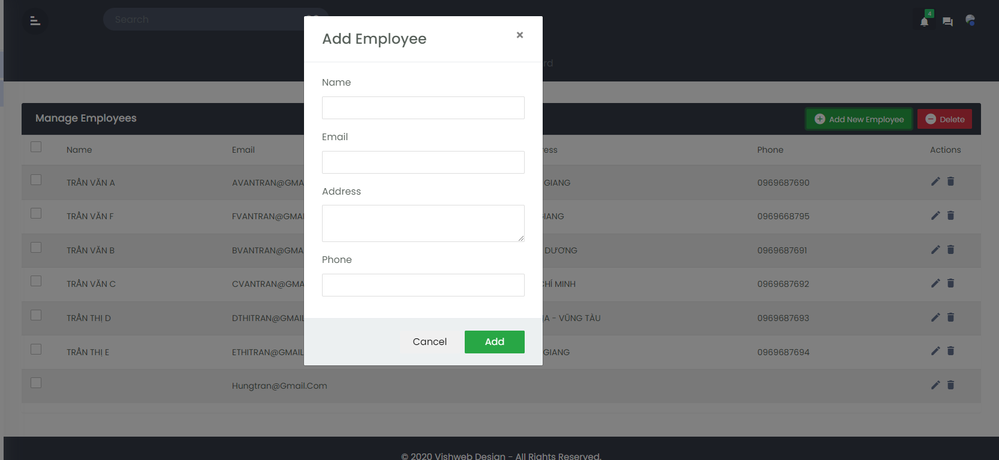 Search
4
Add Employee
×
rd
Name
Manage Employees
Add New Employee
Delete
Email
Address
Phone
Cancel
Add
Name Email ress Phone Actions
TRẦN VĂN A AVANTRAN@GMA GIANG 0969687690
TRẦN VĂN F FVANTRAN@GMA GIANG 0969668795
TRẦN VĂN B BVANTRAN@GMA DƯƠNG 0969687691
TRẦN VĂN C CVANTRAN@GMA CHÍ MINH 0969687692
TRẦN THỊ D DTHITRAN@GMAIL ỊA - VŨNG TÀU 0969687693
TRẦN THỊ E ETHITRAN@GMAIL GIANG 0969687694
Hungtran@Gmail.Com
© 2020 Vishweb Design - All Rights Reserved.